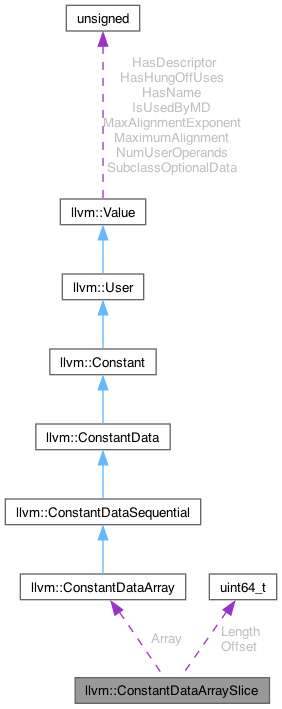 unsigned
HasDescriptor
HasHungOffUses
HasName
IsUsedByMD
MaxAlignmentExponent
MaximumAlignment
NumUserOperands
SubclassOptionalData
llvm::Value
llvm::User
llvm::Constant
llvm::ConstantData
llvm::ConstantDataSequential
llvm::ConstantDataArray
uint64_t
Array
Length
Offset
llvm::ConstantDataArraySlice